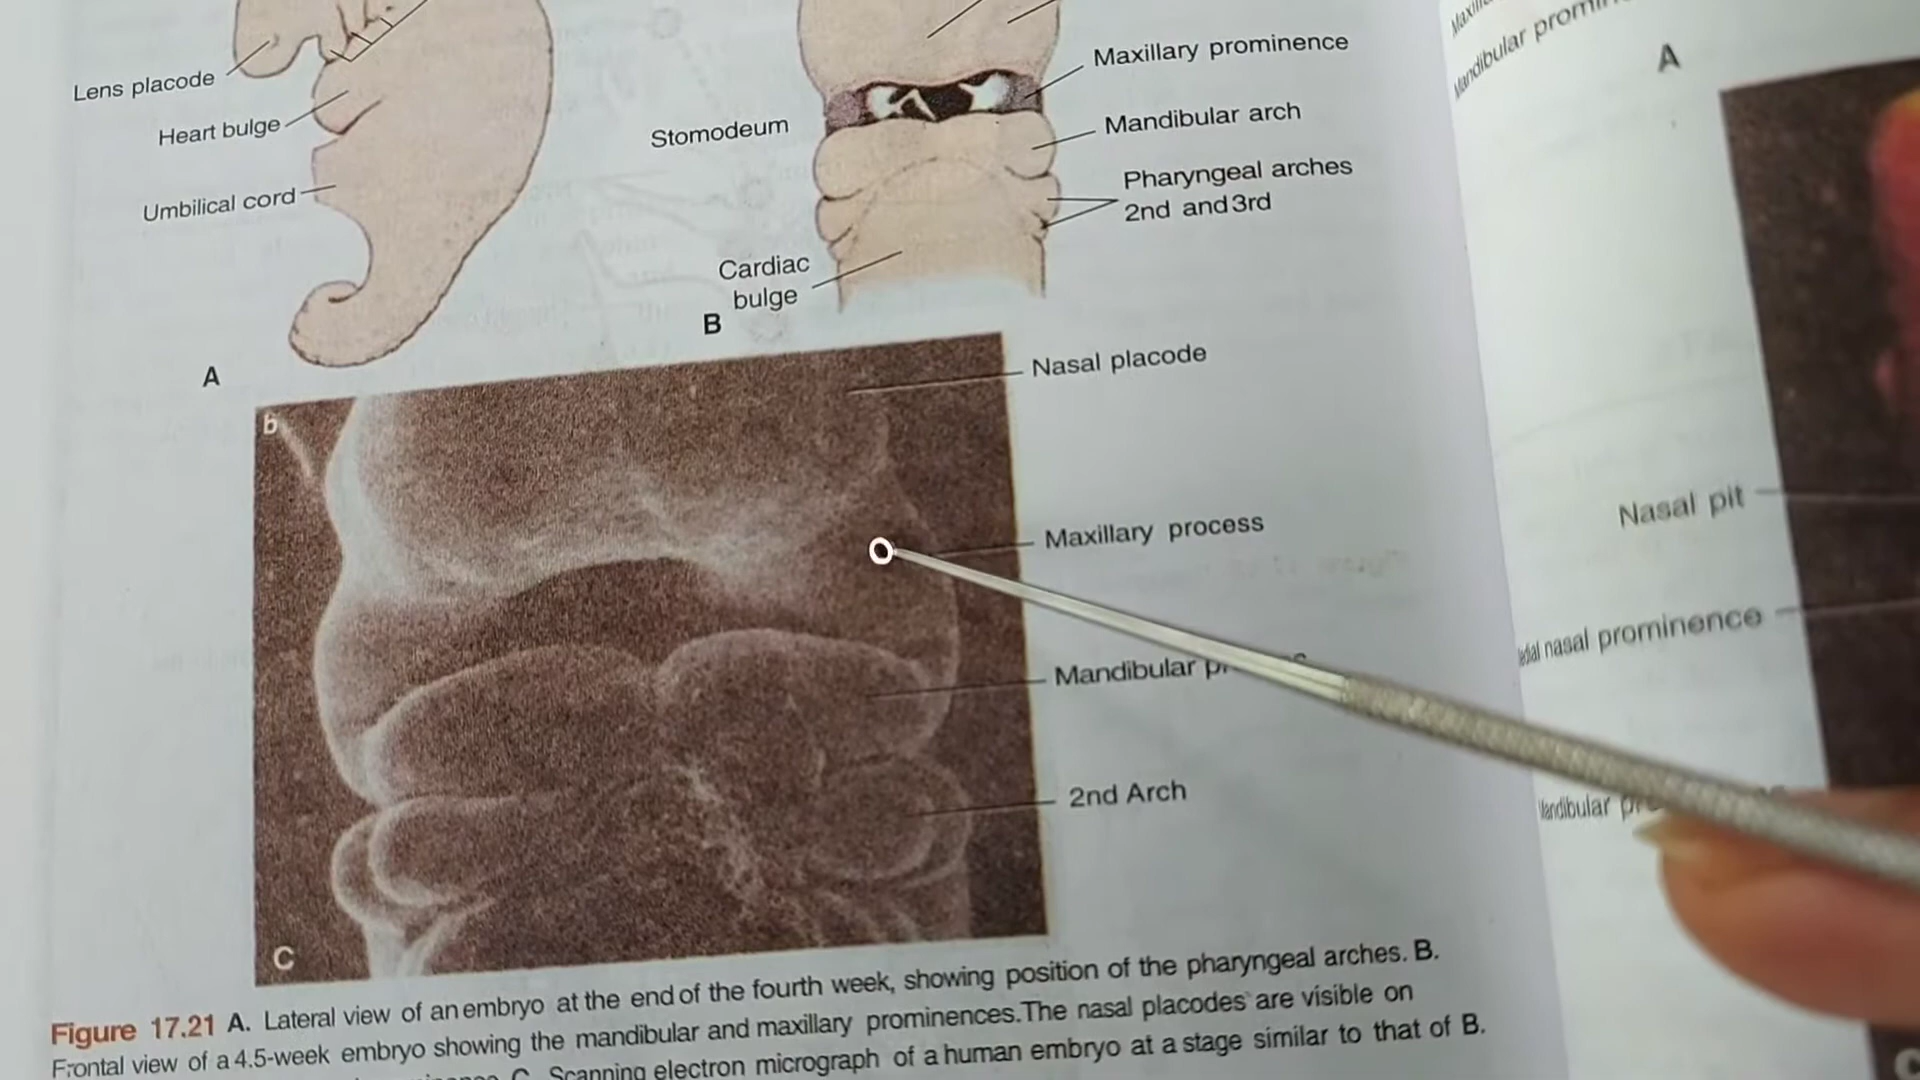 Lens placode
Heart bulge
Umbilical cord
A
Stomodeum
Maxillary prominence
Mandibular arch
Pharyngeal arches
2nd and 3rd
Cardiac
bulge
B
b
Nasal placode
Maxillary process
Mandibular
2nd Arch
C
Figure 17.21 A. Lateral view of an embryo at the end of the fourth week, showing position of the pharyngeal arches. B.
Frontal view of a 4.5-week embryo showing the mandibular and maxillary prominences. The nasal placodes are visible on
C. Scanning electron micrograph of a human embryo at a stage similar to that of B.
Mandibular
A
Nasal pit
nasal prominence
Mandibular
C